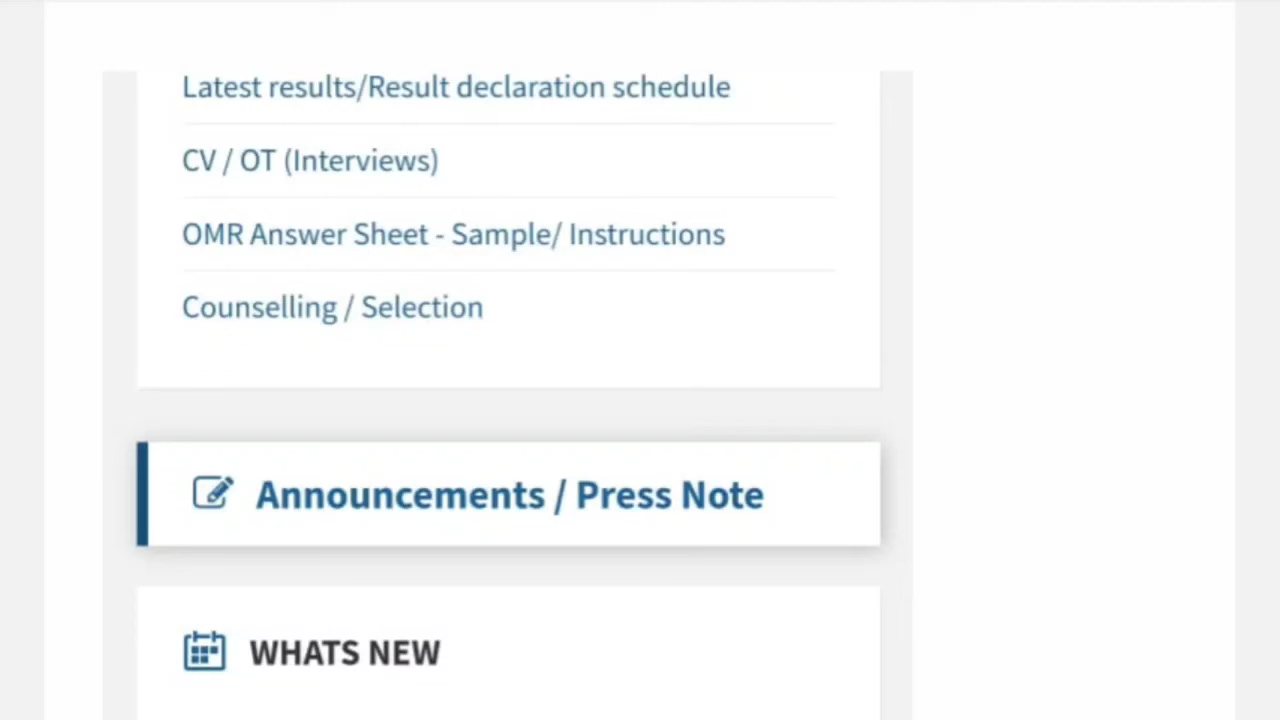 Latest results/Result declaration schedule
CV / OT (Interviews)
OMR Answer Sheet - Sample/ Instructions
Counselling / Selection
Announcements / Press Note
WHATS NEW